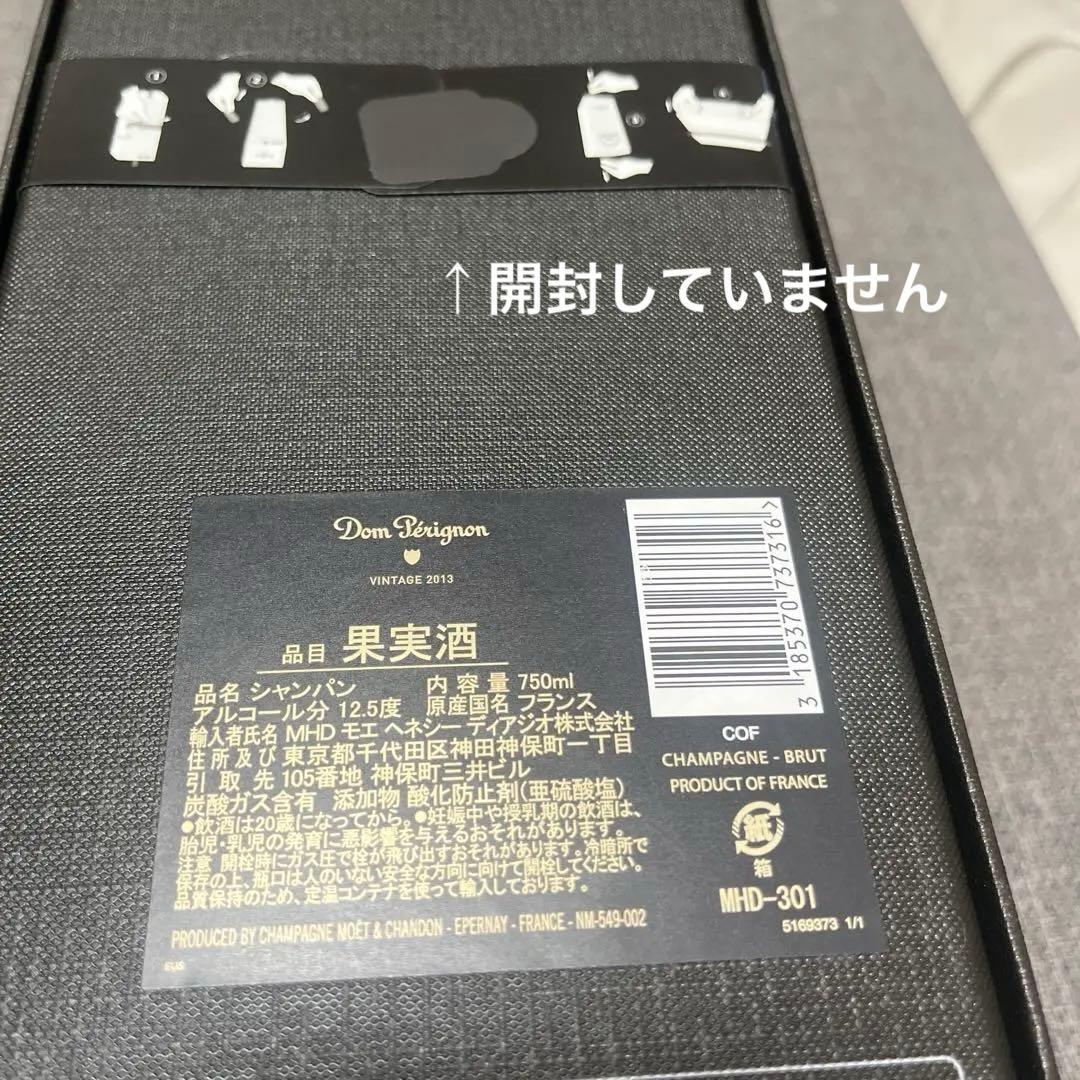 ① ② ③ ④
↑開封していません
Dom Pérignon
VINTAGE 2013
品目 果実酒
品名 シャンパン 内容量 750ml
アルコール分 12.5度 原産国名 フランス
輸入者氏名 MHD モエ ヘネシー ディアジオ株式会社
住所及び 東京都千代田区神田神保町一丁目
引取先 105番地 神保町三井ビル
炭酸ガス含有 添加物 酸化防止剤(亜硫酸塩)
●飲酒は20歳になってから。●妊娠中や授乳期の飲酒は、
胎児・乳児の発育に悪影響を与えるおそれがあります。
注意 開栓時にガス圧で栓が飛び出すおそれがあります。冷暗所で
保存の上、瓶口は人のいない安全な方向に向けて開栓してください。
品質保持のため、定温コンテナを使って輸入しております。
PRODUCED BY CHAMPAGNE MOËT & CHANDON - EPERNAY - FRANCE - NM-549-002
EUS
3 185370 737316 >
COF
CHAMPAGNE - BRUT
PRODUCT OF FRANCE
紙
箱
MHD-301
5169373 1/1